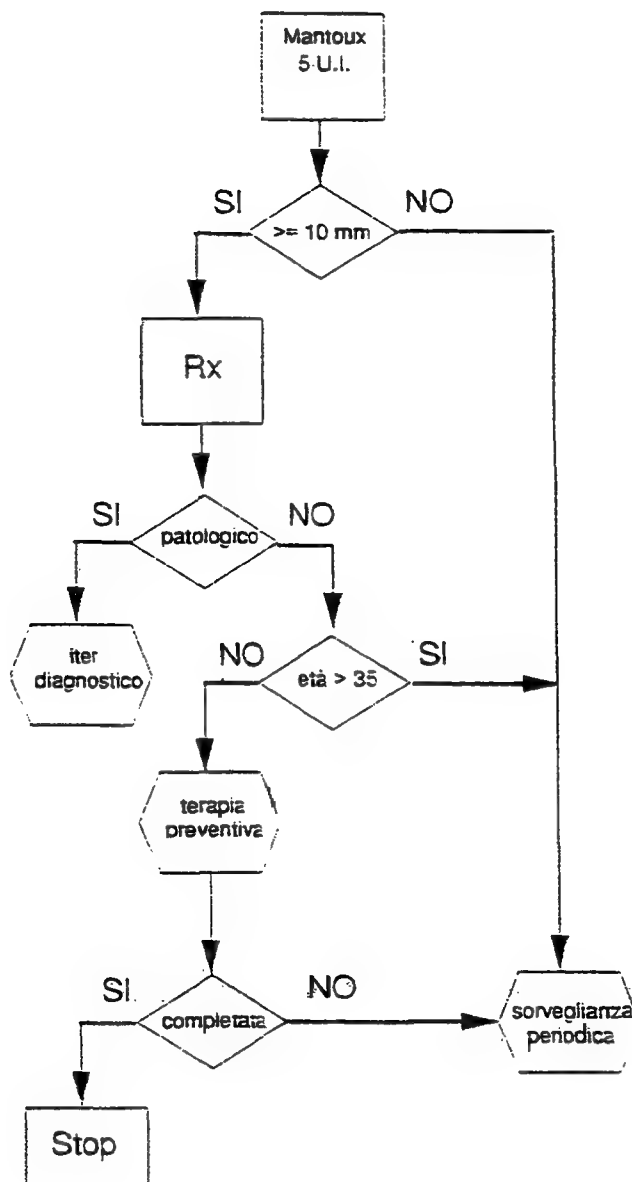 Mantoux
5 U.I.
SI
NO
>= 10 mm
Rx
SI
NO
patologico
iter
diagnostico
NO
SI
età > 35
terapia
preventiva
SI
NO
completata
sorveglianza
periodica
Stop